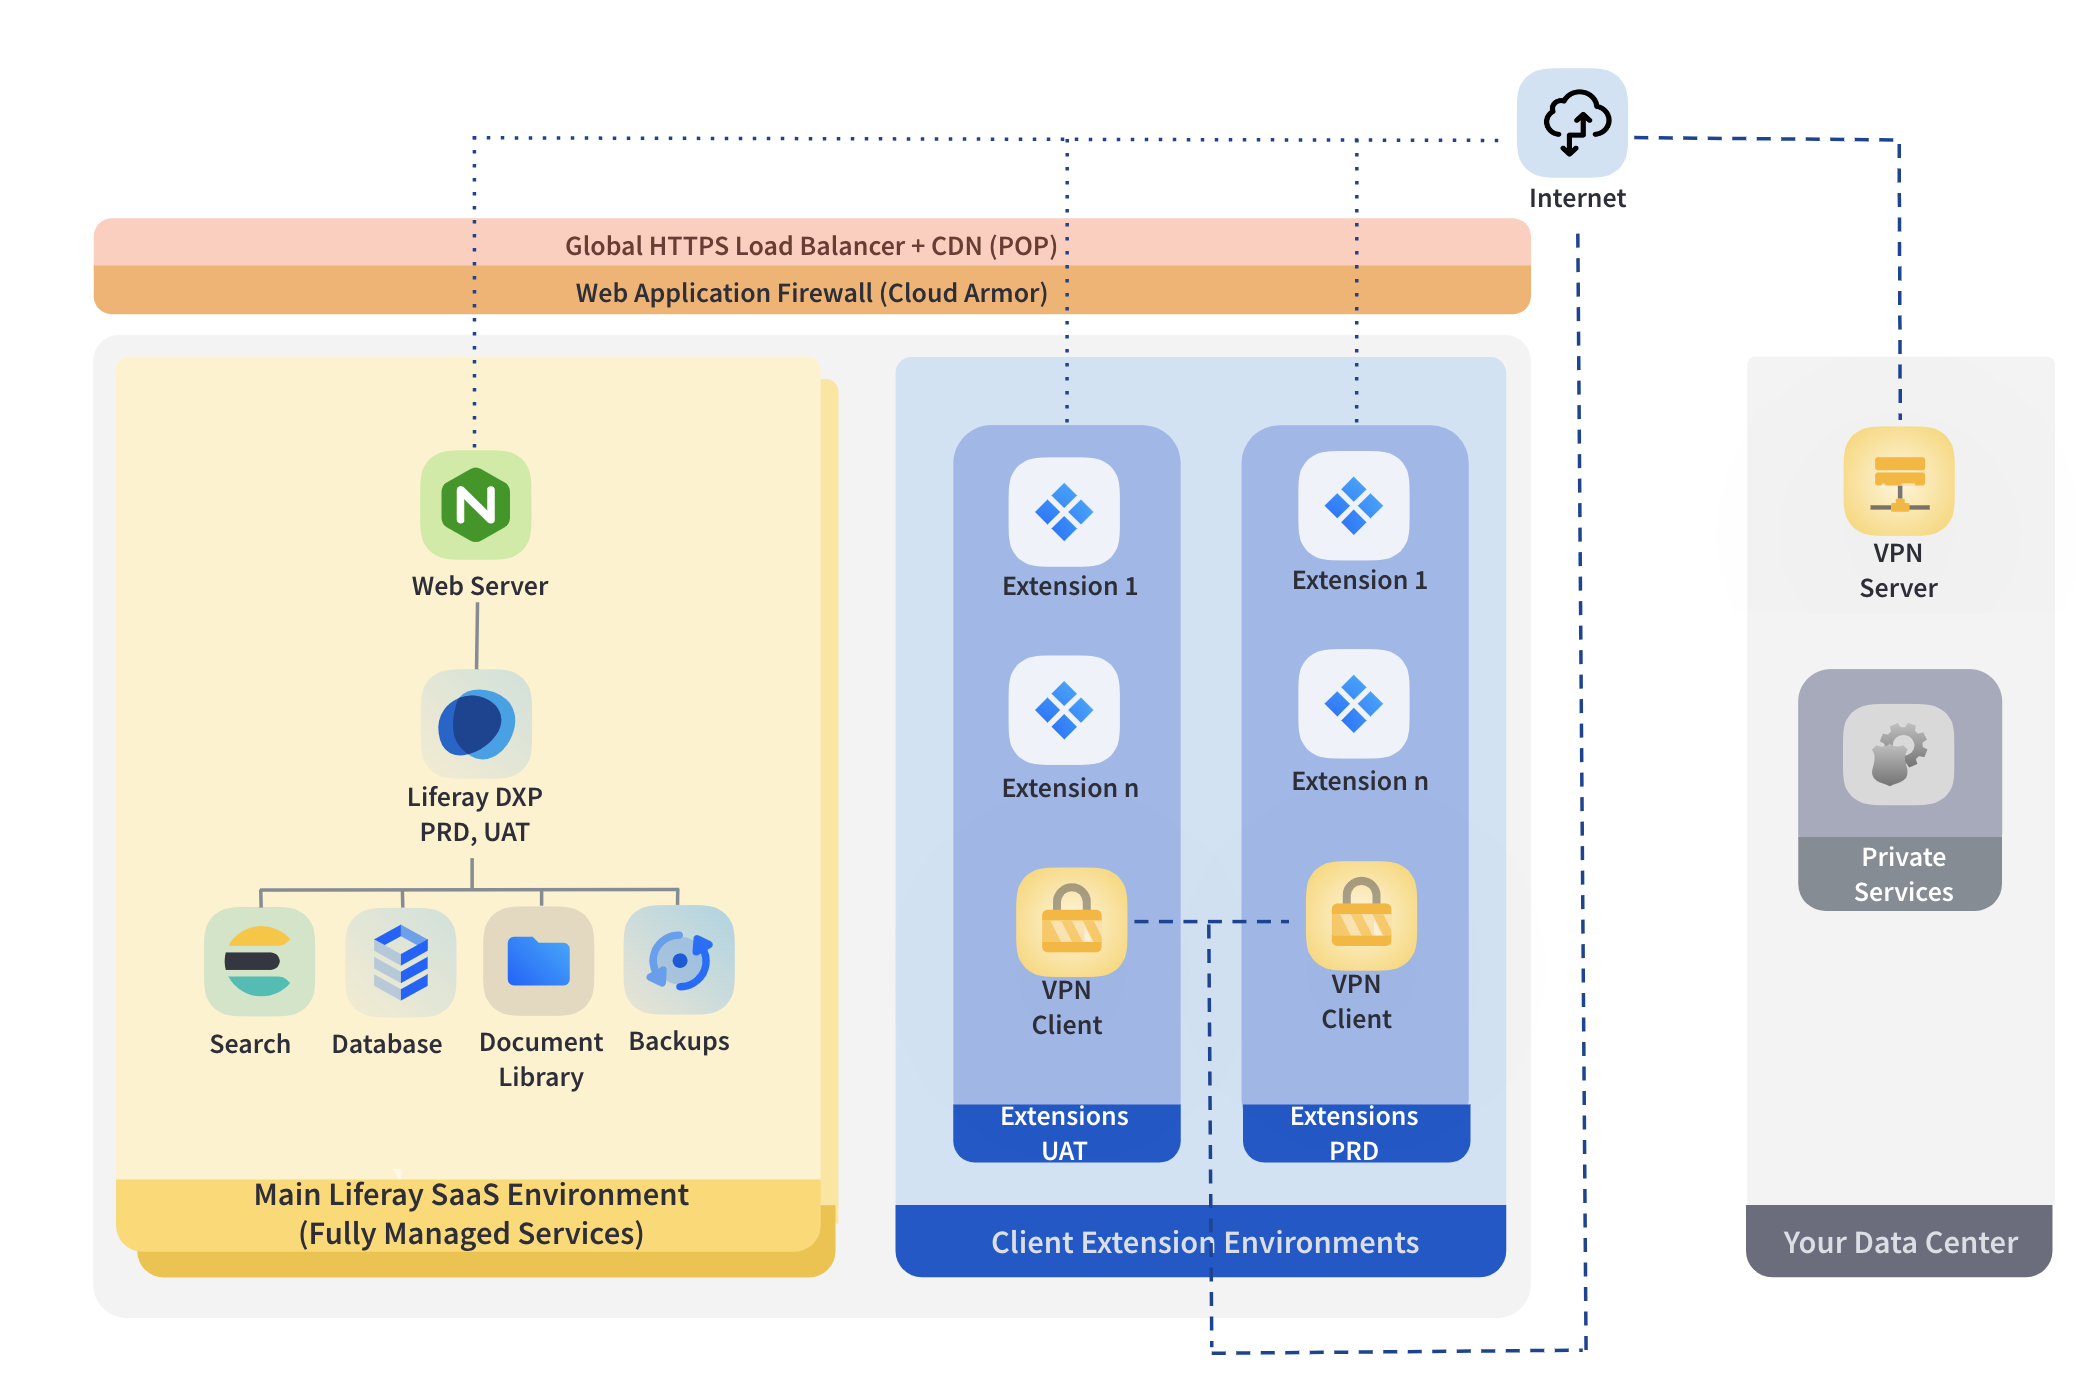 Internet
Global HTTPS Load Balancer + CDN (POP)
Web Application Firewall (Cloud Armor)
Web Server
Liferay DXP
PRD, UAT
Search
Database
Document
Library
Backups
Main Liferay SaaS Environment
(Fully Managed Services)
Extension 1
Extension n
VPN
Client
Extensions
UAT
Extension 1
Extension n
VPN
Client
Extensions
PRD
Client Extension Environments
VPN
Server
Private
Services
Your Data Center